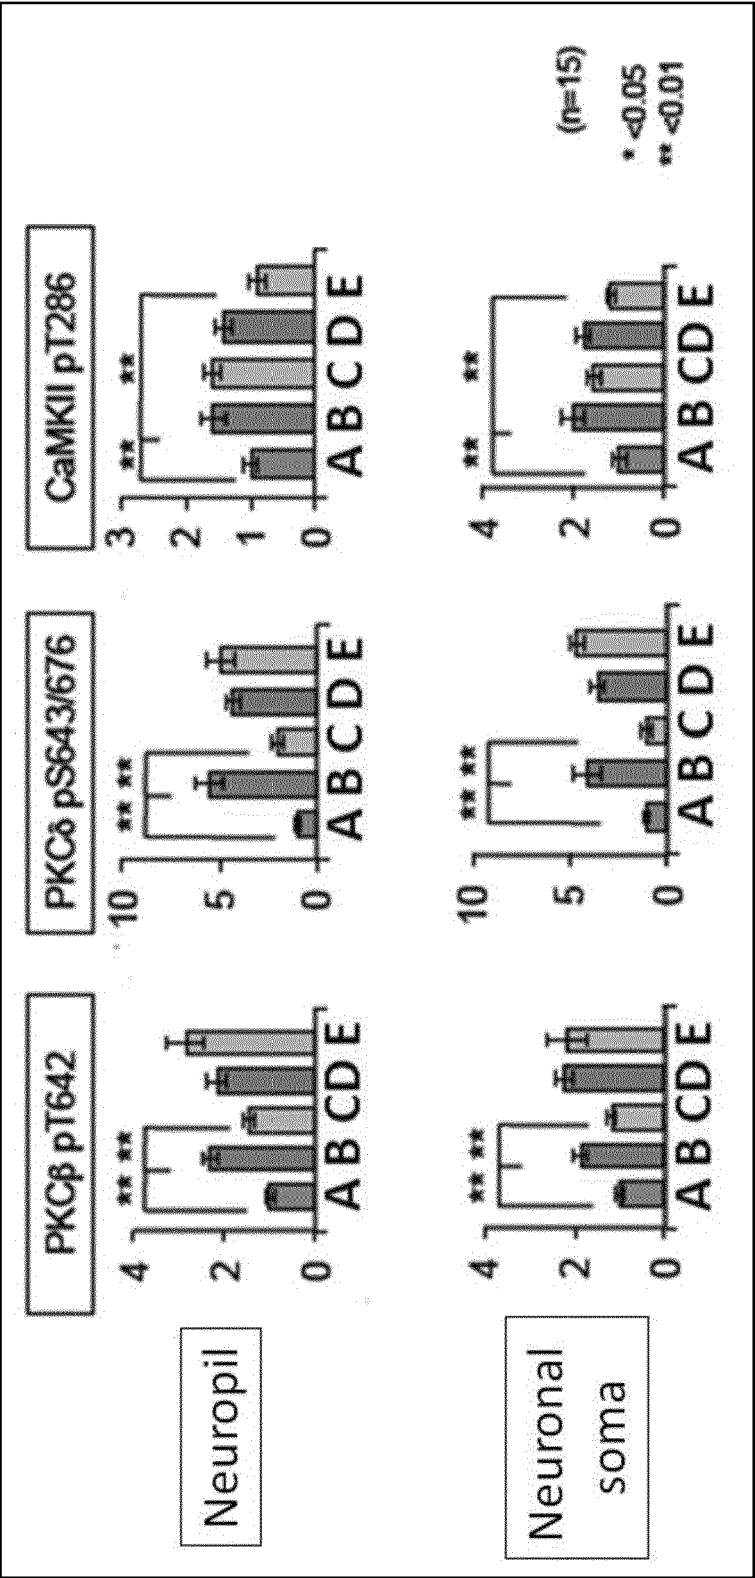 PKCβ pT642
PKCδ pS643/676
CaMKII pT286
Neuropil
4
2
0
** **
A B C D E
10
5
0
** **
A B C D E
3
2
1
0
** **
A B C D E
Neuronal
soma
4
2
0
** **
A B C D E
10
5
0
** **
A B C D E
4
2
0
** **
A B C D E
(n=15)
* <0.05
** <0.01